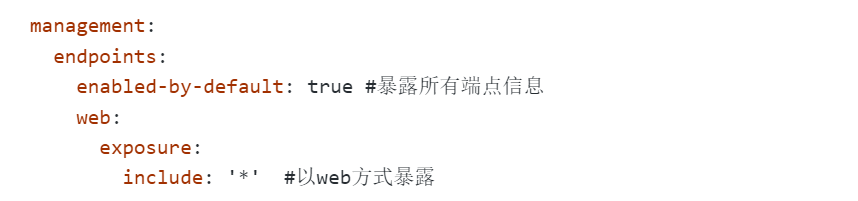 management:
  endpoints:
    enabled-by-default: true #暴露所有端点信息
    web:
      exposure:
        include: '*'  #以web方式暴露